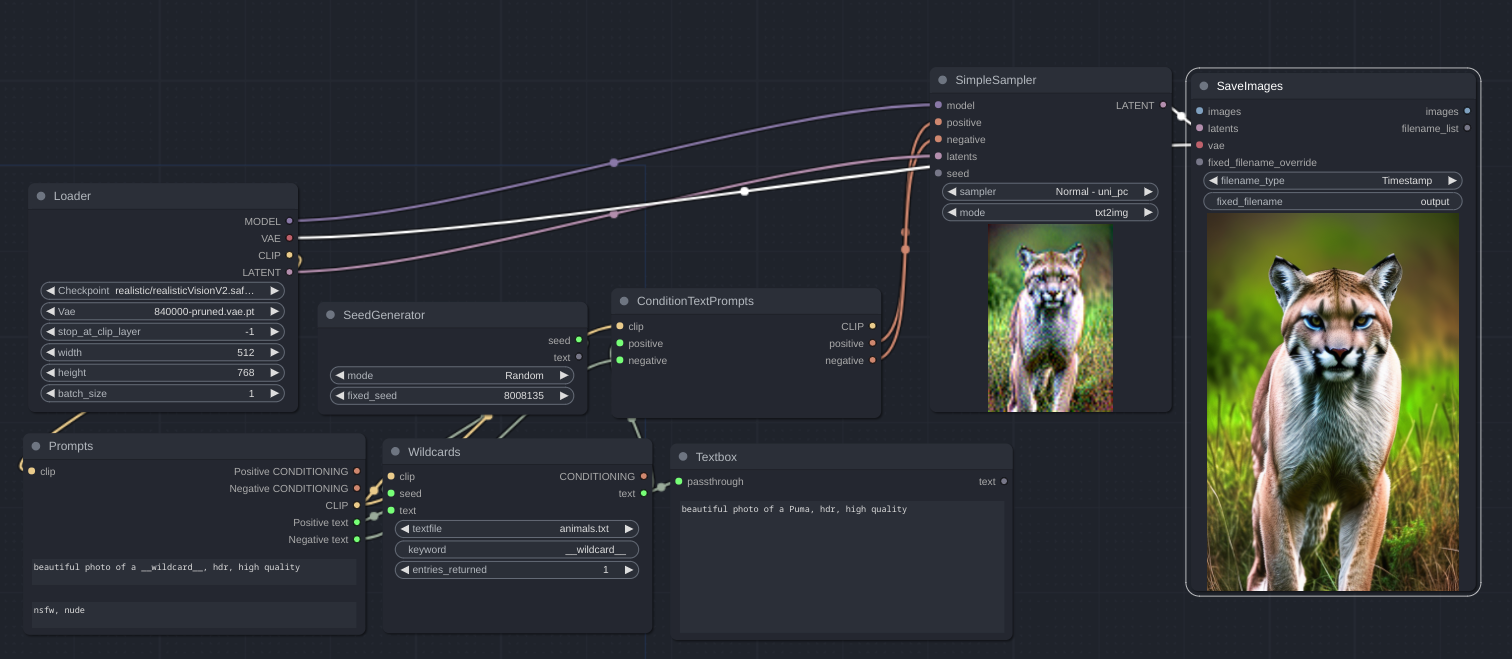 Loader
MODEL
VAE
CLIP
LATENT
Checkpoint realistic/realisticVisionV2.saf...
Vae 840000-pruned.vae.pt
stop_at_clip_layer -1
width 512
height 768
batch_size 1
SeedGenerator
seed
text
mode Random
fixed_seed 8008135
ConditionTextPrompts
clip CLIP
positive positive
negative negative
SimpleSampler
model LATENT
positive
negative
latents
seed
sampler Normal - uni_pc
mode txt2img
SaveImages
images images
latents filename_list
vae
fixed_filename_override
filename_type Timestamp
fixed_filename output
Prompts
clip Positive CONDITIONING
Negative CONDITIONING
CLIP
Positive text
Negative text
beautiful photo of a __wildcard__, hdr, high quality
nsfw, nude
Wildcards
clip CONDITIONING
seed text
text
textfile animals.txt
keyword __wildcard__
entries_returned 1
Textbox
passthrough text
beautiful photo of a Puma, hdr, high quality